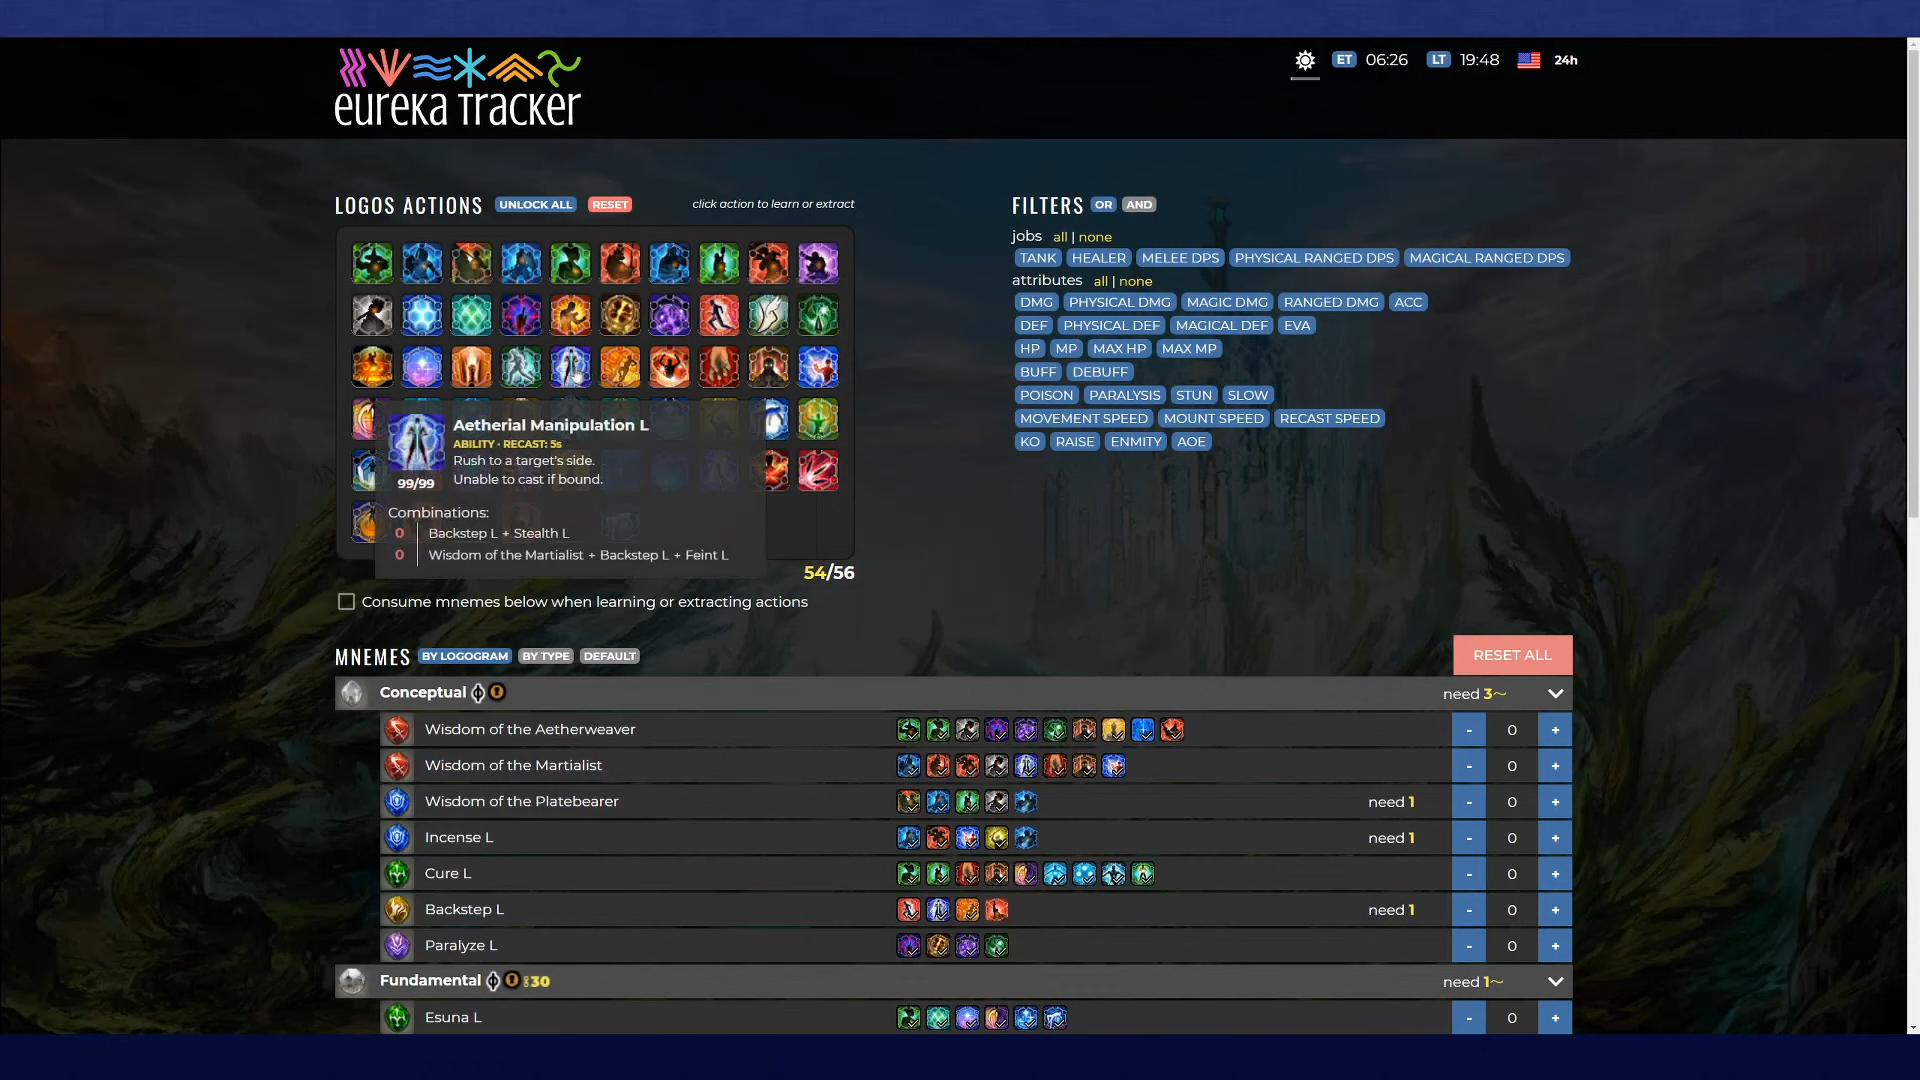 eureka Tracker
ET 06:26 LT 19:48 24h
LOGOS ACTIONS UNLOCK ALL RESET click action to learn or extract
Aetherial Manipulation L
ABILITY · RECAST: 5s
Rush to a target's side.
Unable to cast if bound.
99/99
Combinations:
0 Backstep L + Stealth L
0 Wisdom of the Martialist + Backstep L + Feint L
54/56
Consume mnemes below when learning or extracting actions
FILTERS OR AND
jobs all | none
TANK HEALER MELEE DPS PHYSICAL RANGED DPS MAGICAL RANGED DPS
attributes all | none
DMG PHYSICAL DMG MAGIC DMG RANGED DMG ACC
DEF PHYSICAL DEF MAGICAL DEF EVA
HP MP MAX HP MAX MP
BUFF DEBUFF
POISON PARALYSIS STUN SLOW
MOVEMENT SPEED MOUNT SPEED RECAST SPEED
KO RAISE ENMITY AOE
MNEMES BY LOGOGRAM BY TYPE DEFAULT RESET ALL
Conceptual need 3~
Wisdom of the Aetherweaver - 0 +
Wisdom of the Martialist - 0 +
Wisdom of the Platebearer need 1 - 0 +
Incense L need 1 - 0 +
Cure L - 0 +
Backstep L need 1 - 0 +
Paralyze L - 0 +
Fundamental 30 need 1~
Esuna L - 0 +